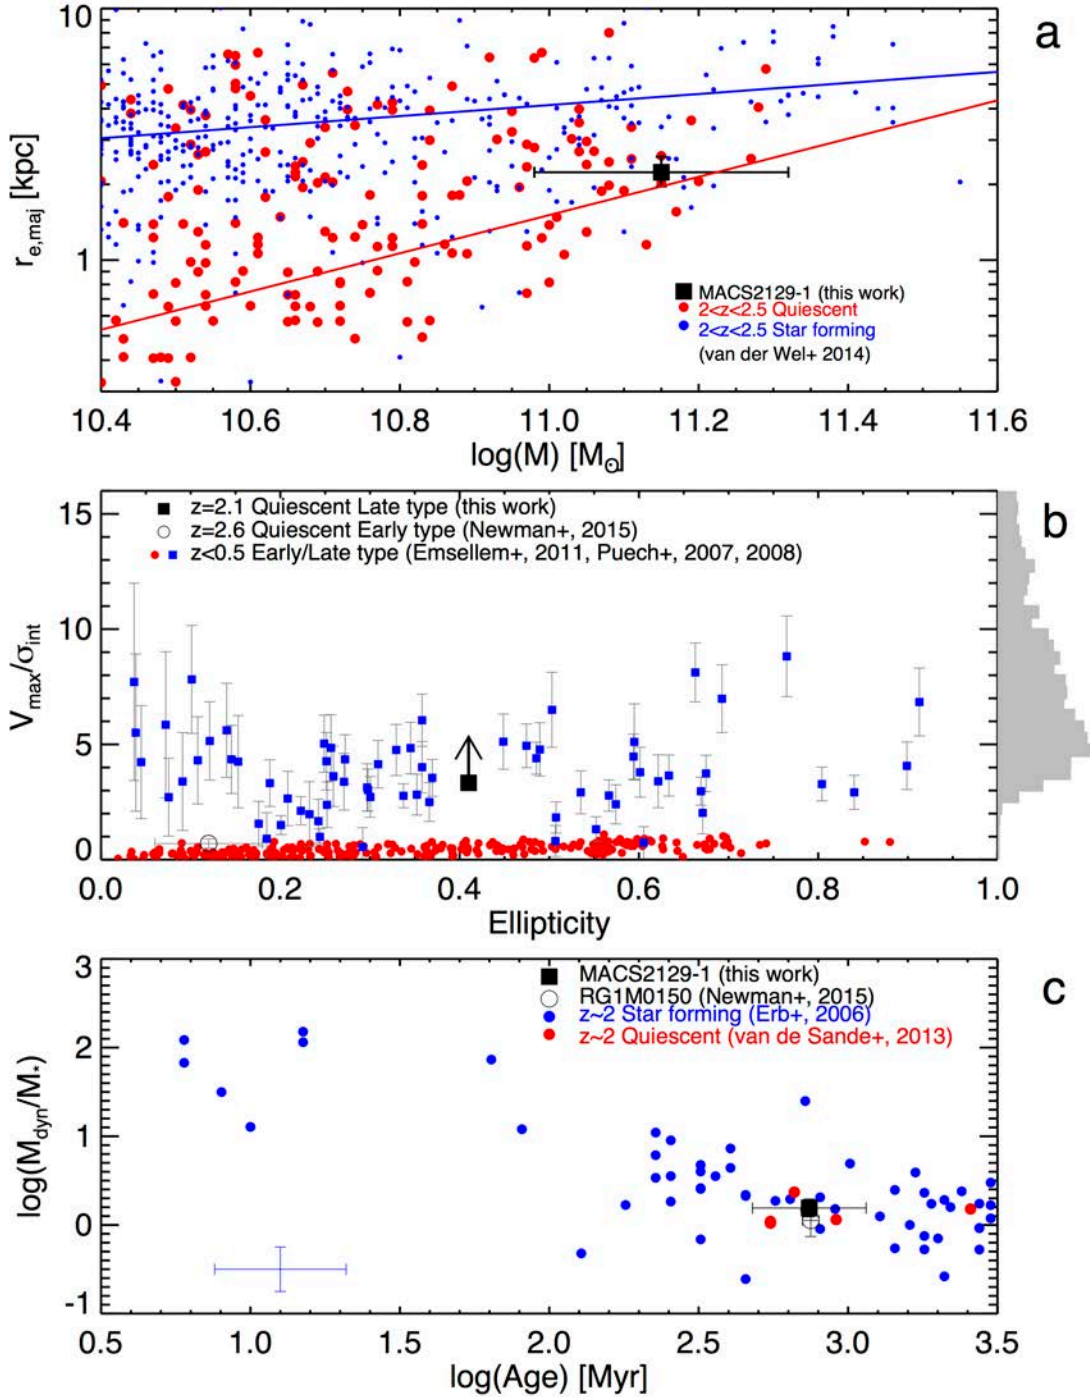 10
a
r_e,maj [kpc]
1
MACS2129-1 (this work)
2<z<2.5 Quiescent
2<z<2.5 Star forming
(van der Wel+ 2014)
10.4 10.6 10.8 11.0 11.2 11.4 11.6
log(M) [M⊙]
15
z=2.1 Quiescent Late type (this work)
b
z=2.6 Quiescent Early type (Newman+, 2015)
z<0.5 Early/Late type (Emsellem+, 2011, Puech+, 2007, 2008)
10
V_max/σ_int
5
0
0.0 0.2 0.4 0.6 0.8 1.0
Ellipticity
3
MACS2129-1 (this work)
c
RG1M0150 (Newman+, 2015)
z~2 Star forming (Erb+, 2006)
2
z~2 Quiescent (van de Sande+, 2013)
log(M_dyn/M_*)
1
0
-1
0.5 1.0 1.5 2.0 2.5 3.0 3.5
log(Age) [Myr]